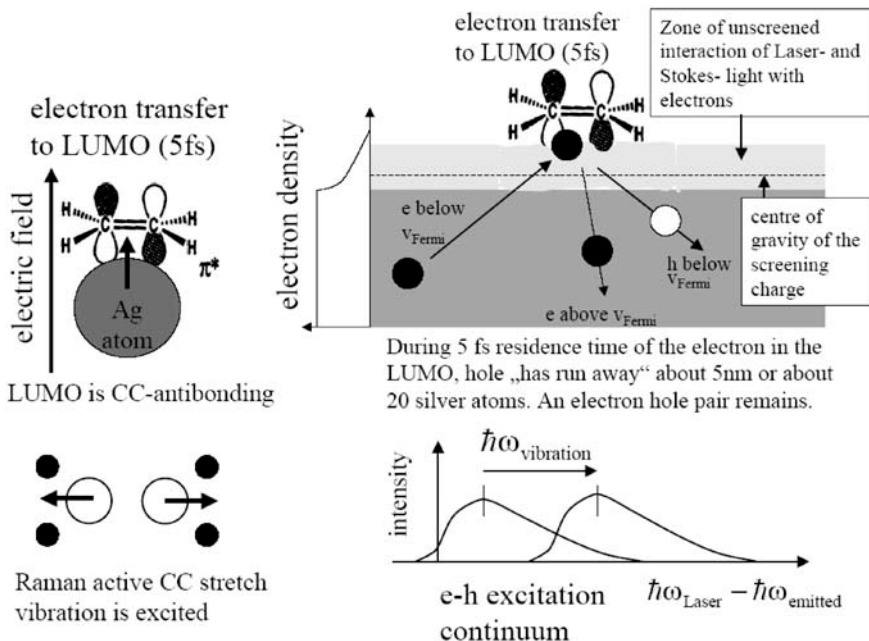 electron transfer
to LUMO (5fs)
electric field
H
H
C
C
H
H
π*
Ag
atom
LUMO is CC-antibonding
electron transfer
to LUMO (5fs)
H
H
C
C
H
H
Zone of unscreened
interaction of Laser- and
Stokes- light with
electrons
electron density
e below
vFermi
h below
vFermi
e above vFermi
centre of
gravity of the
screening
charge
During 5 fs residence time of the electron in the
LUMO, hole „has run away“ about 5nm or about
20 silver atoms. An electron hole pair remains.
Raman active CC stretch
vibration is excited
intensity
ℏωvibration
e-h excitation
continuum
ℏωLaser – ℏωemitted